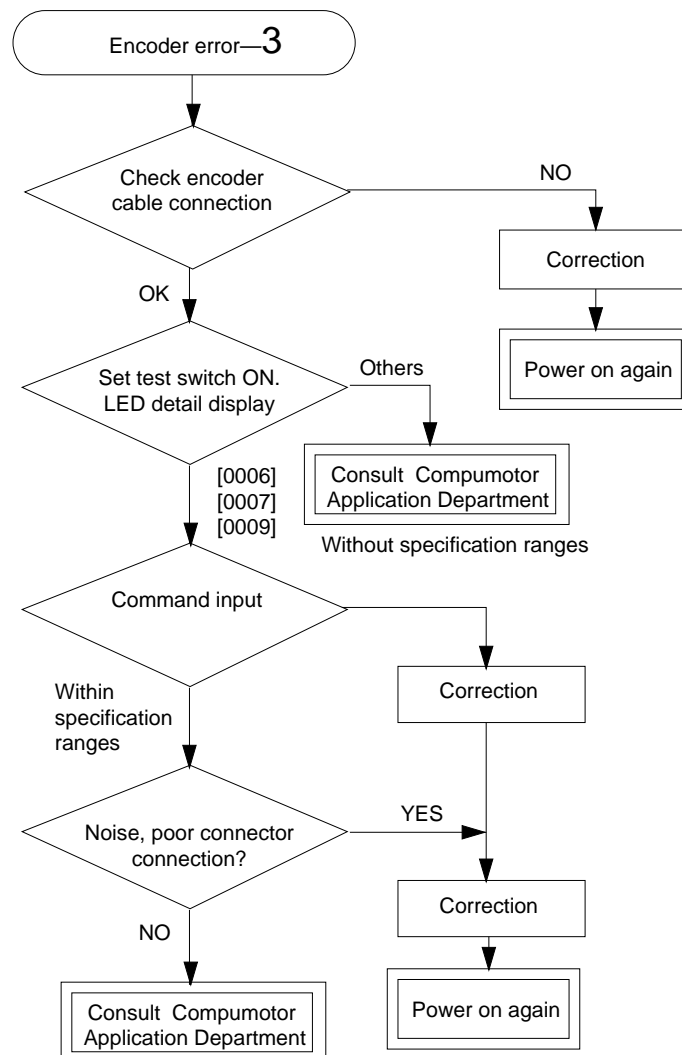 Encoder error—3
Check encoder
cable connection
NO
Correction
OK
Power on again
Set test switch ON.
LED detail display
Others
[0006]
[0007]
[0009]
Consult Compumotor
Application Department
Without specification ranges
Command input
Correction
Within
specification
ranges
Noise, poor connector
connection?
YES
Correction
NO
Consult Compumotor
Application Department
Power on again